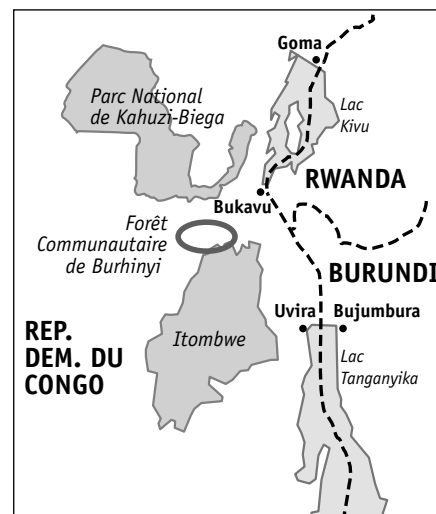 Goma
Parc National
de Kahuzi-Biega
Lac
Kivu
RWANDA
Bukavu
Forêt
Communautaire
de Burhinyi
BURUNDI
Uvira
Bujumbura
REP.
DEM. DU
CONGO
Itombwe
Lac
Tanganyika